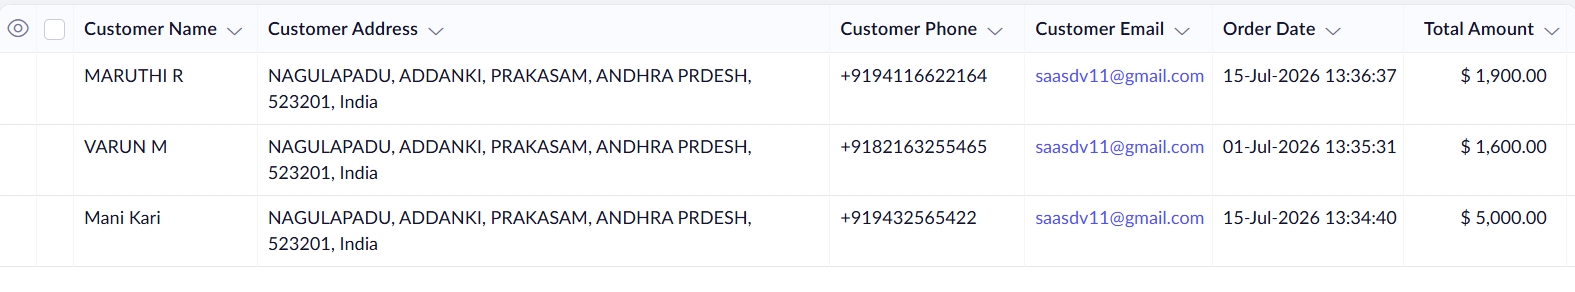 Customer Name Customer Address Customer Phone Customer Email Order Date Total Amount
MARUTHI R NAGULAPADU, ADDANKI, PRAKASAM, ANDHRA PRDESH, +9194116622164 saasdv11@gmail.com 15-Jul-2026 13:36:37 $ 1,900.00
523201, India
VARUN M NAGULAPADU, ADDANKI, PRAKASAM, ANDHRA PRDESH, +9182163255465 saasdv11@gmail.com 01-Jul-2026 13:35:31 $ 1,600.00
523201, India
Mani Kari NAGULAPADU, ADDANKI, PRAKASAM, ANDHRA PRDESH, +919432565422 saasdv11@gmail.com 15-Jul-2026 13:34:40 $ 5,000.00
523201, India